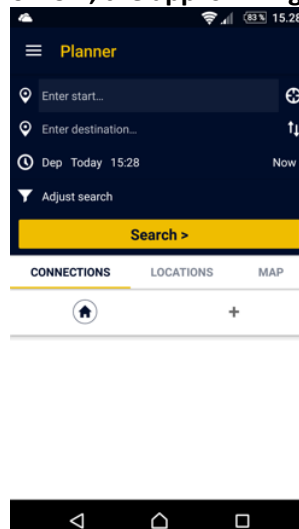 83% 15.28
Planner
Enter start...
Enter destination...
Dep Today 15:28
Now
Adjust search
Search >
CONNECTIONS LOCATIONS MAP
+